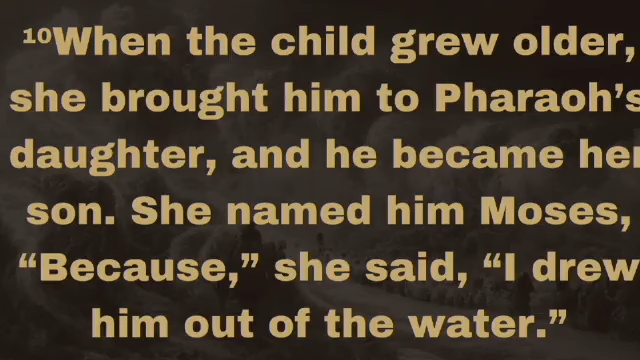 ¹⁰When the child grew older,
she brought him to Pharaoh’s
daughter, and he became her
son. She named him Moses,
“Because,” she said, “I drew
him out of the water.”